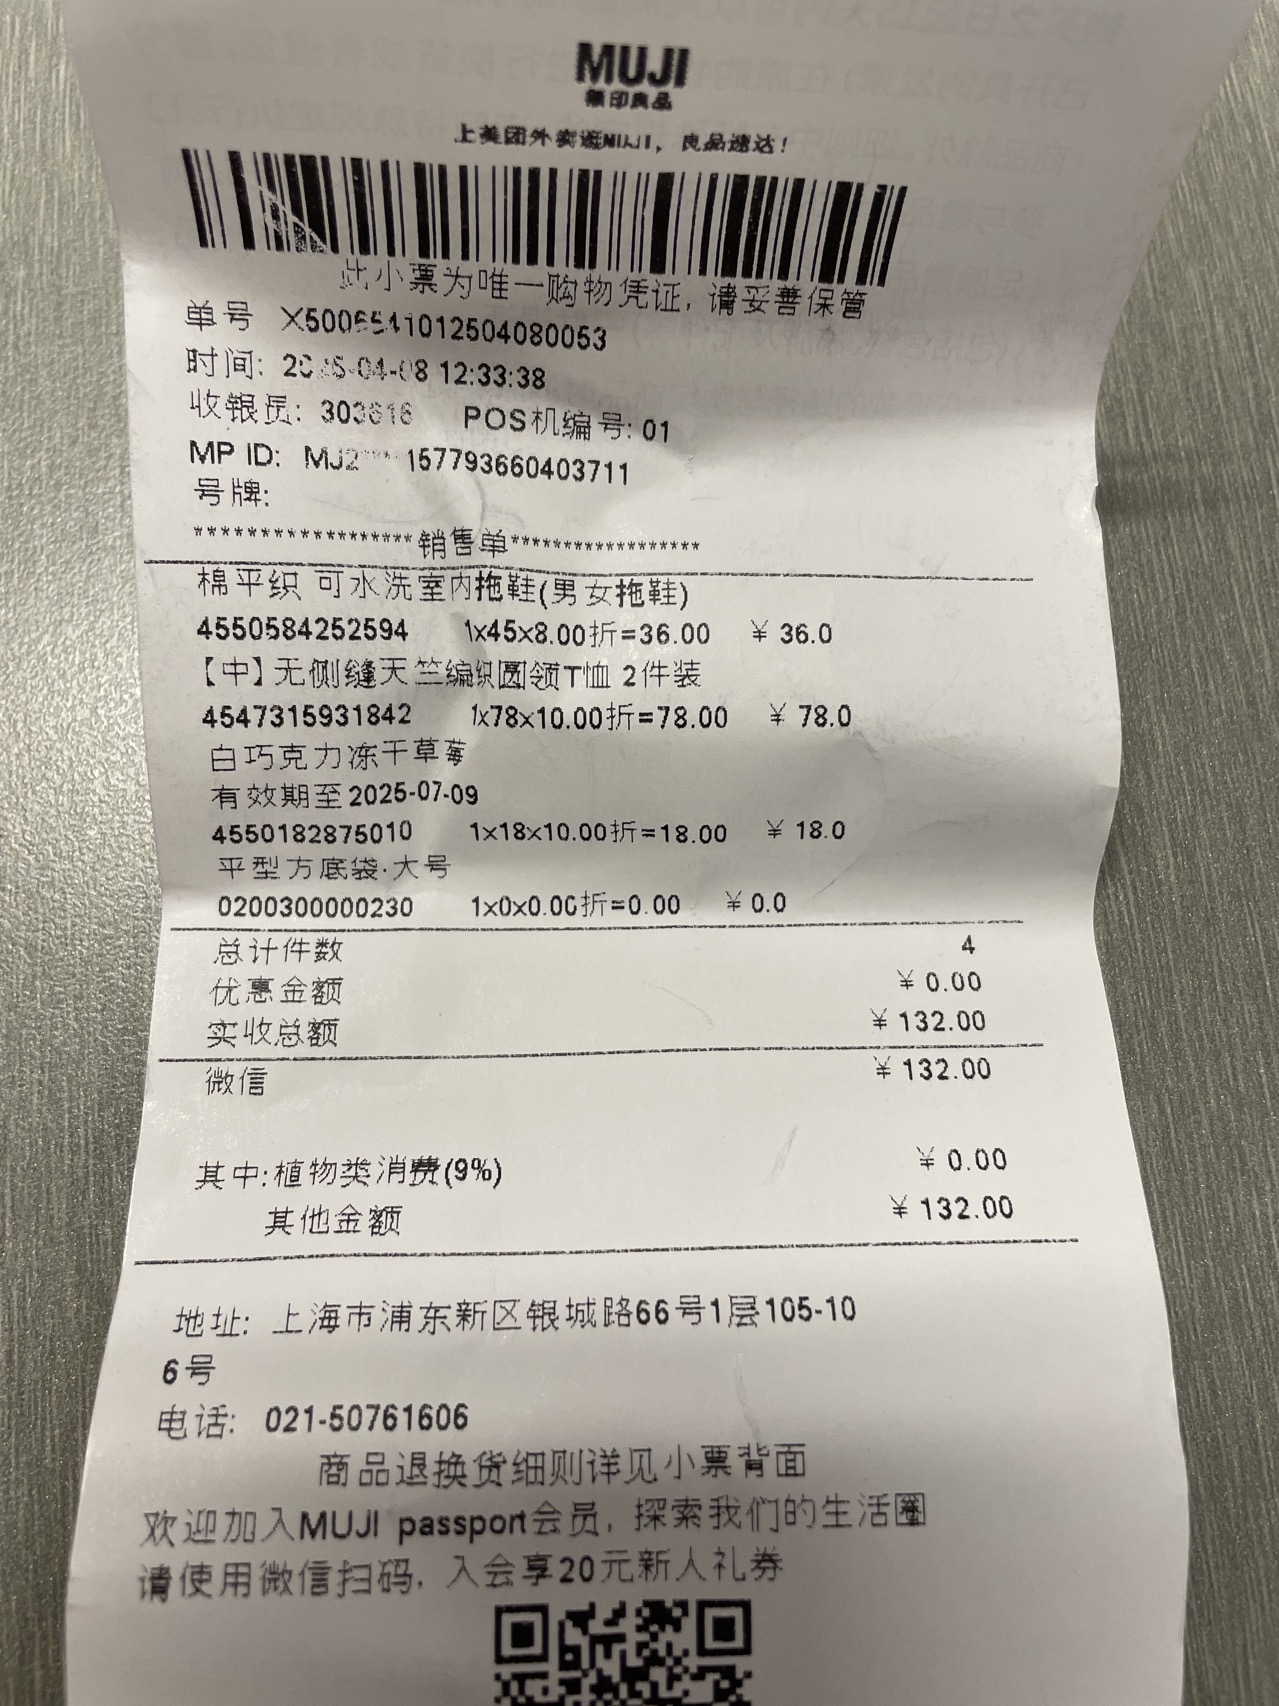 MUJI
無印良品
上美团外卖逛MUJI，良品速达！
此小票为唯一购物凭证，请妥善保管
单号 X5006541012504080053
时间: 2025-04-08 12:33:38
收银员: 303616 POS机编号: 01
MP ID: MJ2 157793660403711
号牌:
******************销售单******************
棉平织 可水洗室内拖鞋(男女拖鞋)
4550584252594 1x45x8.00折=36.00 ¥ 36.0
【中】无侧缝天竺编织圆领T恤 2件装
4547315931842 1x78x10.00折=78.00 ¥ 78.0
白巧克力冻干草莓
有效期至2025-07-09
4550182875010 1x18x10.00折=18.00 ¥ 18.0
平型方底袋·大号
0200300000230 1x0x0.00折=0.00 ¥ 0.0
总计件数 4
优惠金额 ¥ 0.00
实收总额 ¥ 132.00
微信 ¥ 132.00
其中:植物类消费(9%) ¥ 0.00
其他金额 ¥ 132.00
地址: 上海市浦东新区银城路66号1层105-10
6号
电话: 021-50761606
商品退换货细则详见小票背面
欢迎加入MUJI passport会员，探索我们的生活圈
请使用微信扫码，入会享20元新人礼券